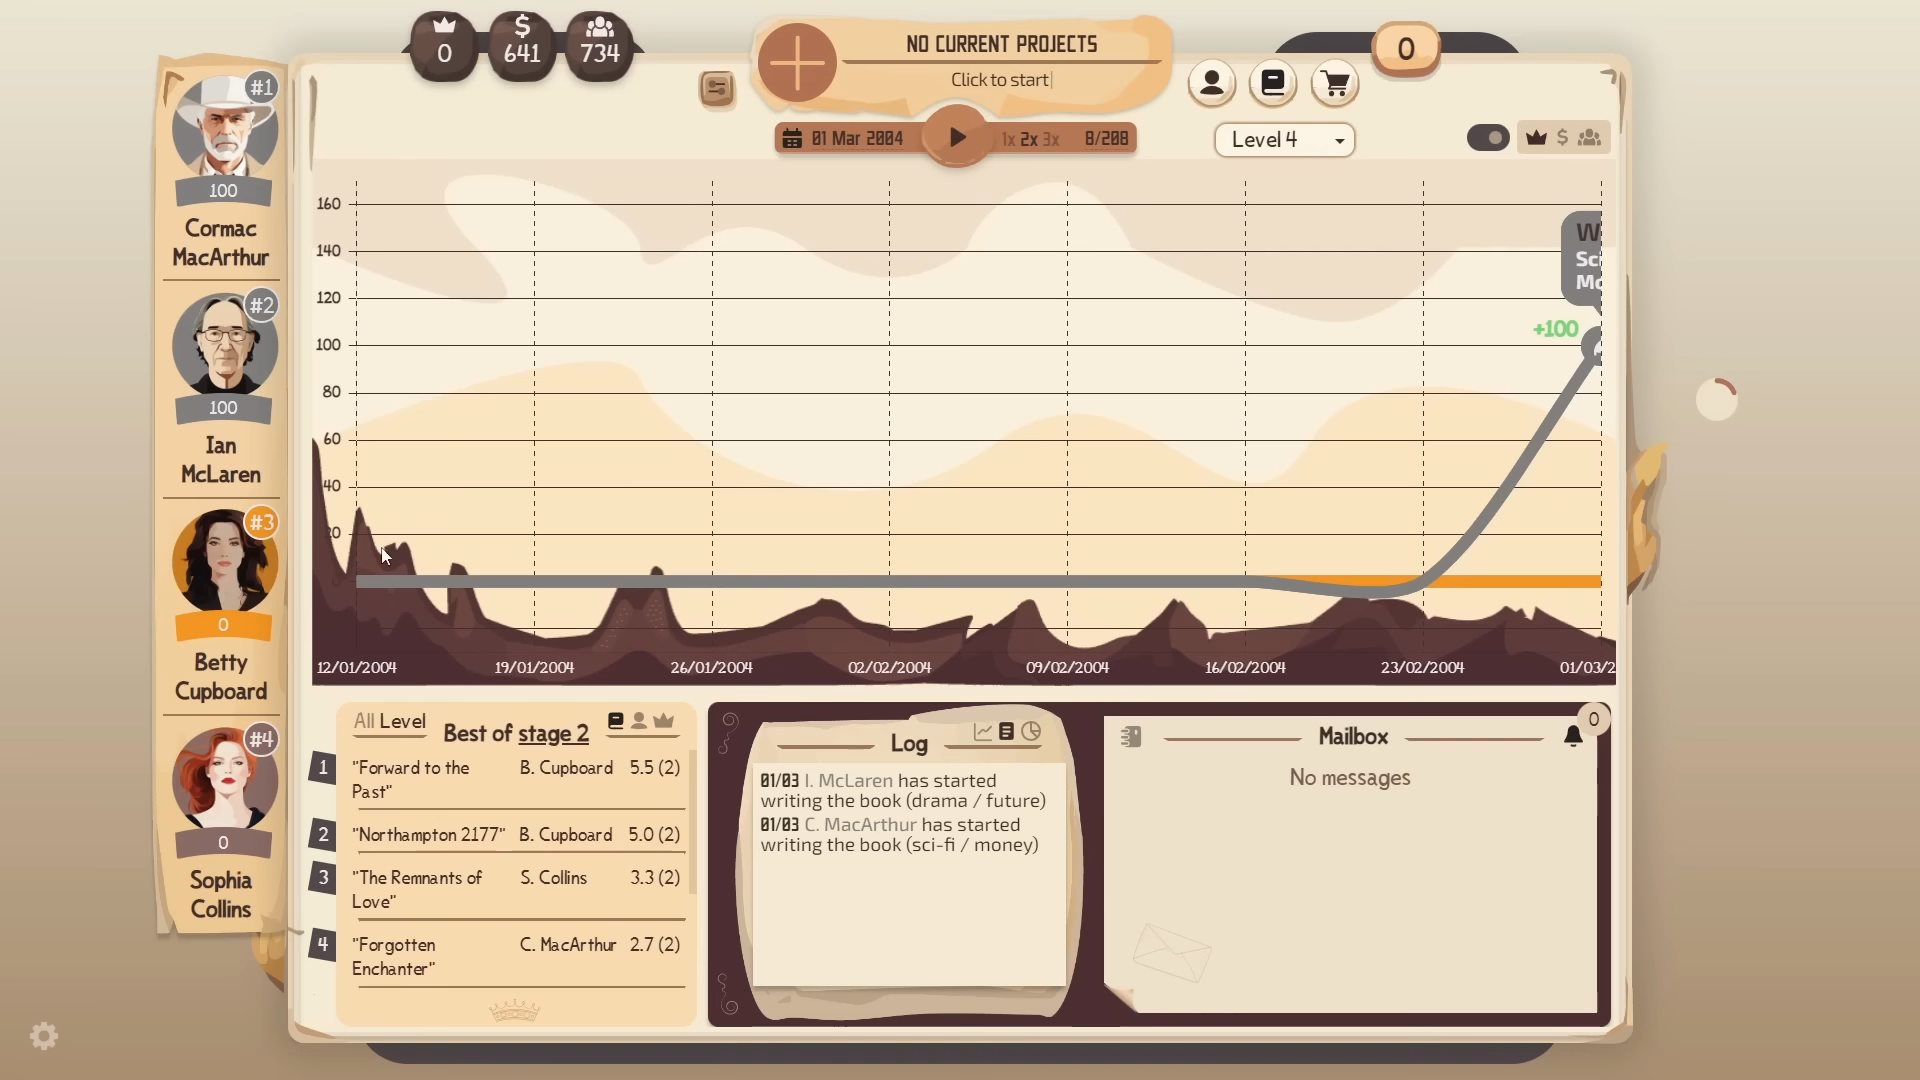 0
$
641
734
NO CURRENT PROJECTS
Click to start
0
01 Mar 2004
1x 2x 3x
8/208
Level 4
$
#1
100
Cormac
MacArthur
#2
100
Ian
McLaren
#3
0
Betty
Cupboard
#4
0
Sophia
Collins
160
140
120
100
80
60
40
20
+100
12/01/2004
19/01/2004
26/01/2004
02/02/2004
09/02/2004
16/02/2004
23/02/2004
01/03/2
All Level
Best of stage 2
1 "Forward to the B. Cupboard 5.5 (2)
Past"
2 "Northampton 2177" B. Cupboard 5.0 (2)
3 "The Remnants of S. Collins 3.3 (2)
Love"
4 "Forgotten C. MacArthur 2.7 (2)
Enchanter"
Log
01/03 I. McLaren has started
writing the book (drama / future)
01/03 C. MacArthur has started
writing the book (sci-fi / money)
Mailbox
0
No messages